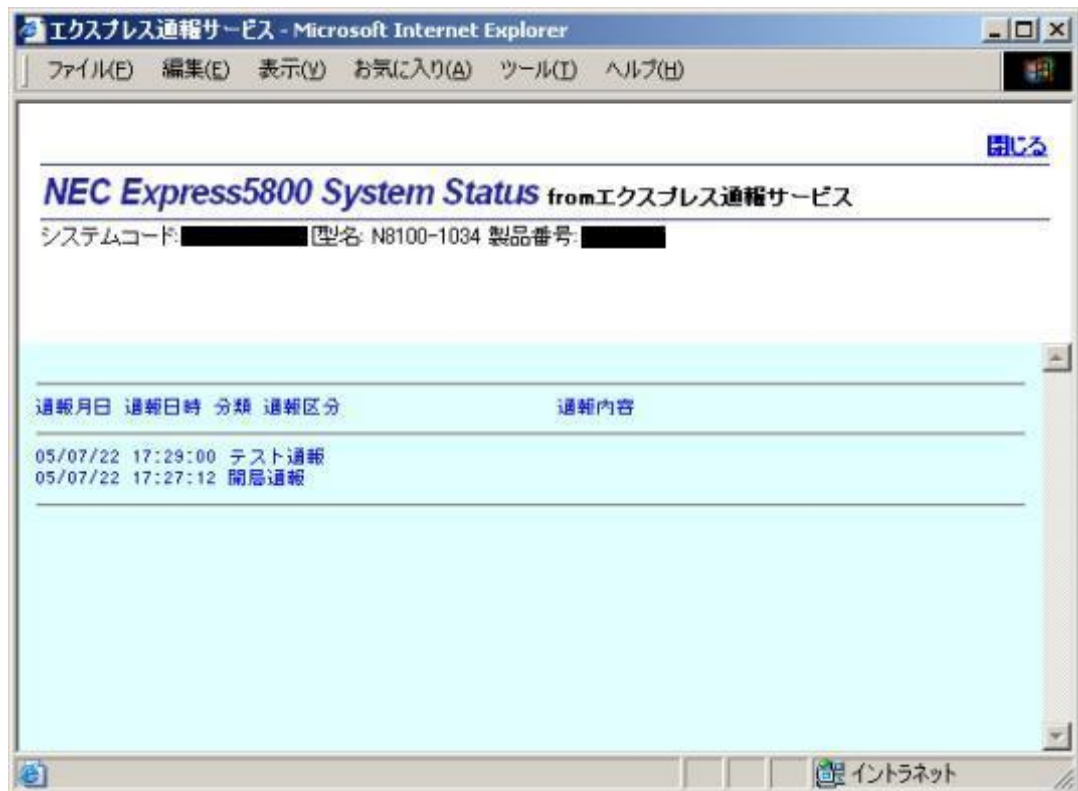 エクスプレス通報サービス - Microsoft Internet Explorer
ファイル(F) 編集(E) 表示(V) お気に入り(A) ツール(T) ヘルプ(H)
閉じる
NEC Express5800 System Status fromエクスプレス通報サービス
システムコード: 型名: N8100-1034 製品番号:
通報月日 通報日時 分類 通報区分 通報内容
05/07/22 17:29:00 テスト通報
05/07/22 17:27:12 開局通報
イントラネット